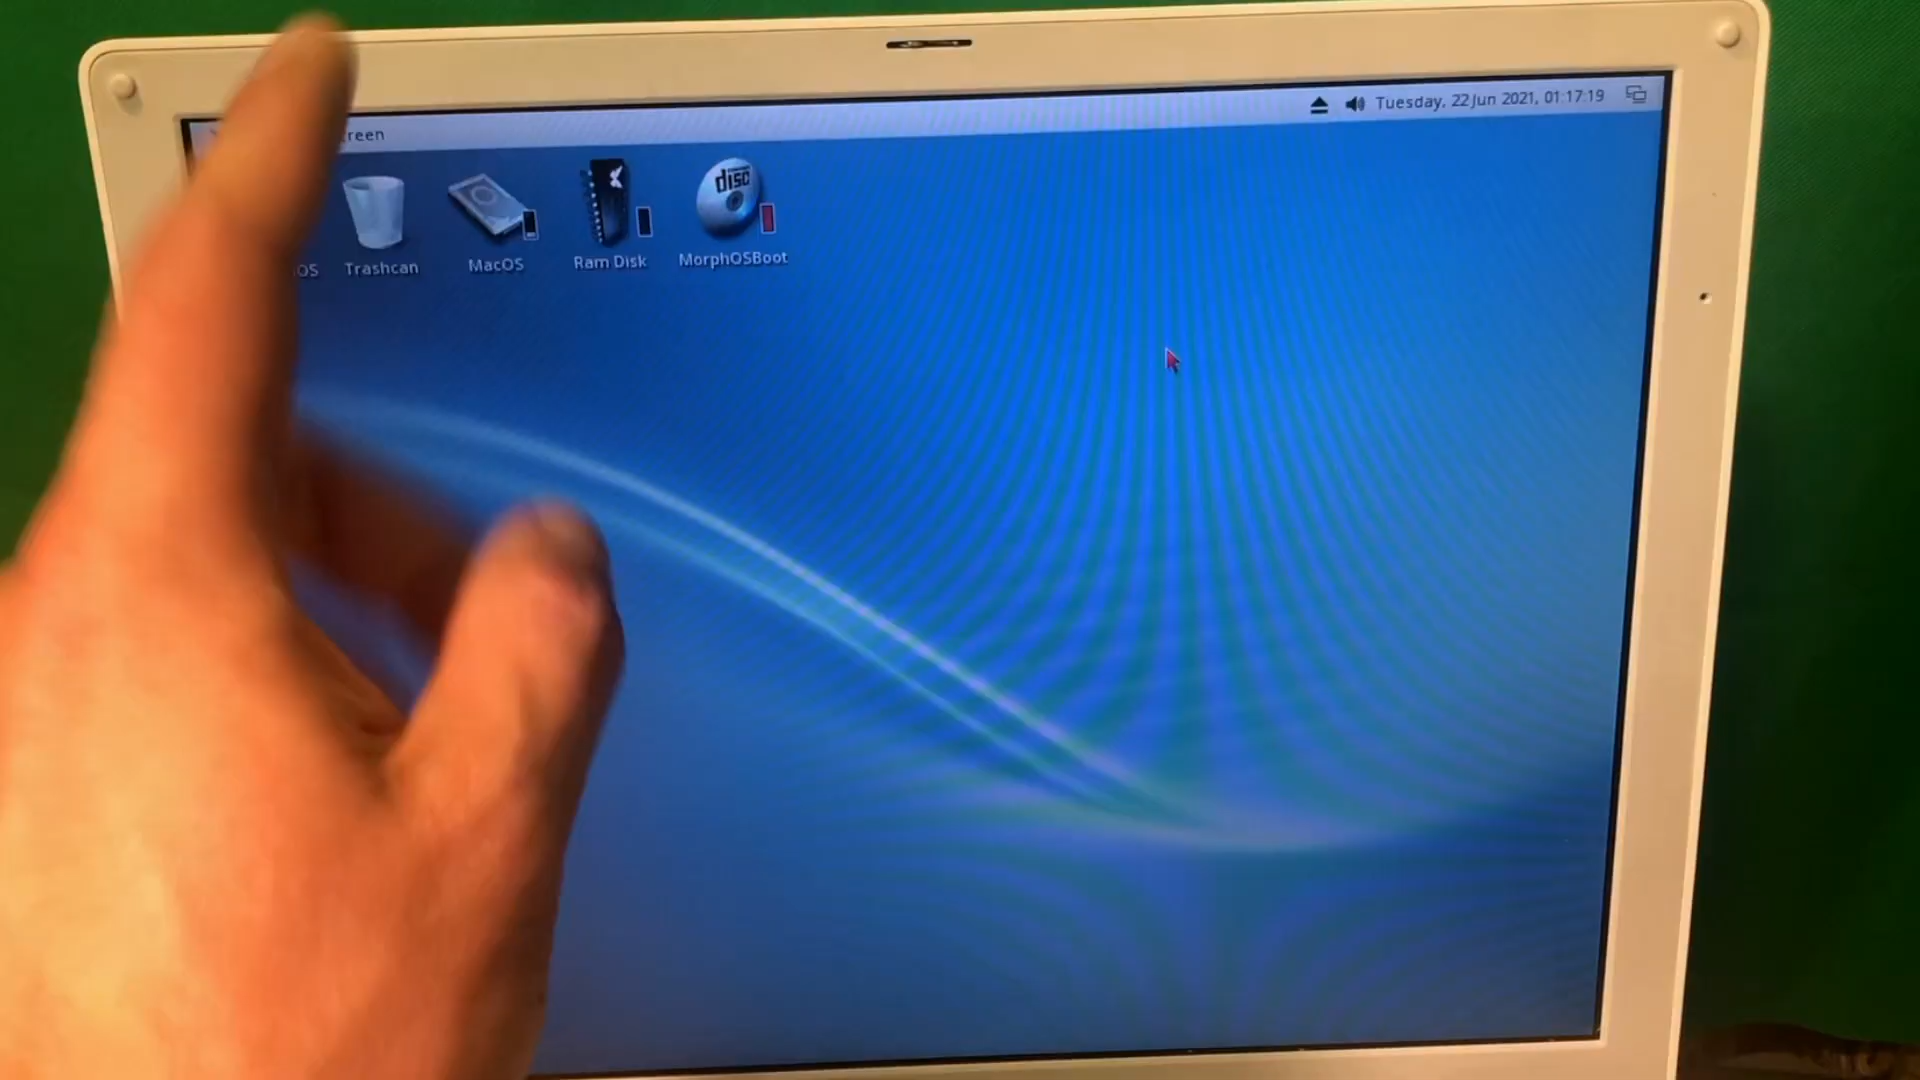 reen
Tuesday, 22 Jun 2021, 01:17:19
OS
Trashcan
MacOS
Ram Disk
disc
MorphOSBoot